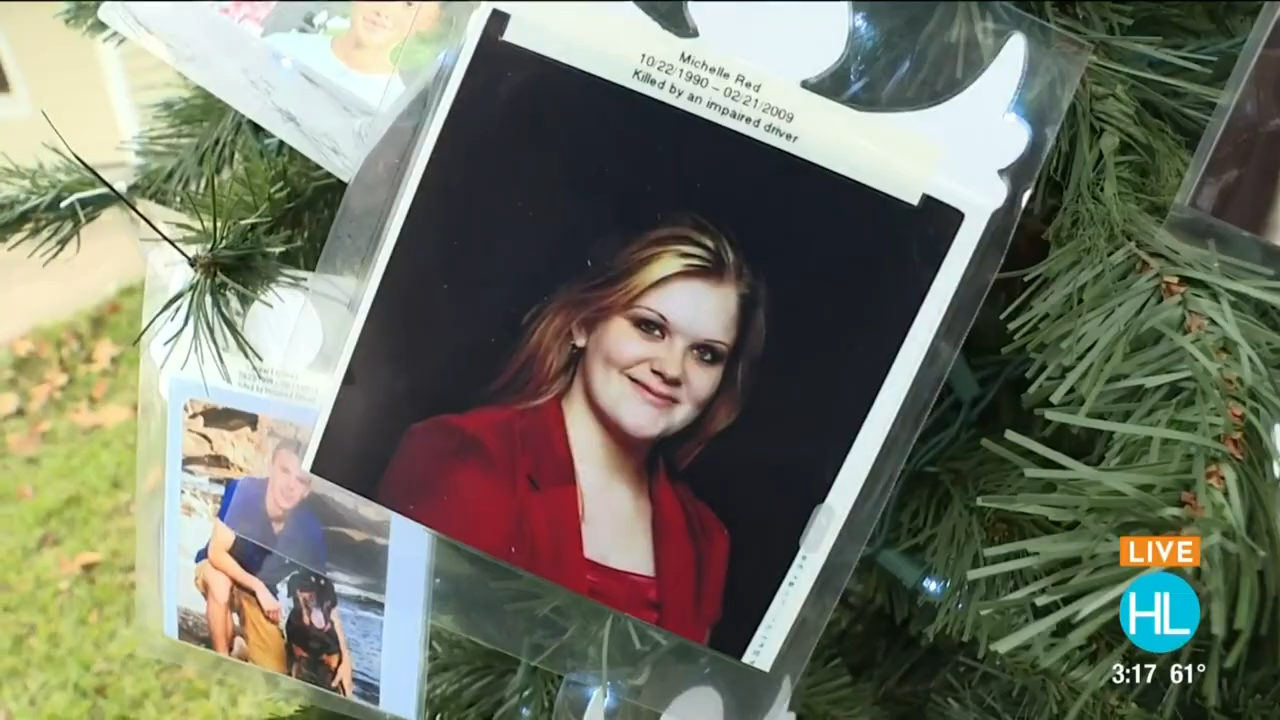 Michelle Red
10/22/1990 – 02/21/2009
Killed by an impaired driver
LIVE
HL
3:17 61°